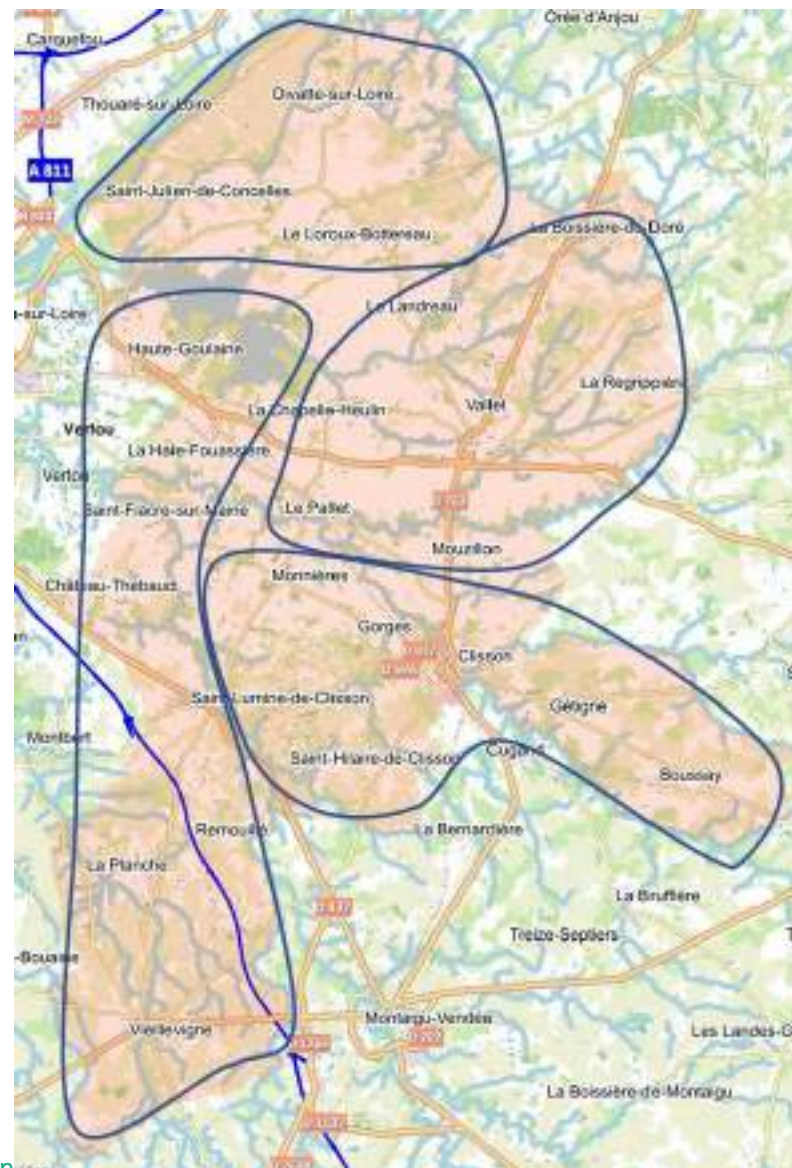 Orée d'Anjou
Carquefou
Divatte-sur-Loire
Thouaré-sur-Loire
A 811
Saint-Julien-de-Concelles
Le Loroux-Bottereau
La Boissière-du-Doré
Le Landreau
-sur-Loire
Haute-Goulaine
La Regrippière
Vallet
La Chapelle-Heulin
Vertou
La Haie-Fouassière
Vertou
Saint-Fiacre-sur-Maine
Le Pallet
Mouzillon
Monnières
Château-Thébaud
Gorges
Clisson
Saint-Lumine-de-Clisson
Gétigné
Montbert
Cugand
Saint-Hilaire-de-Clisson
Boussay
Remouillé
La Bernardière
La Planche
La Bruffière
Treize-Septiers
Montaigu-Vendée
Vieillevigne
Les Landes-G
La Boissière-de-Montaigu